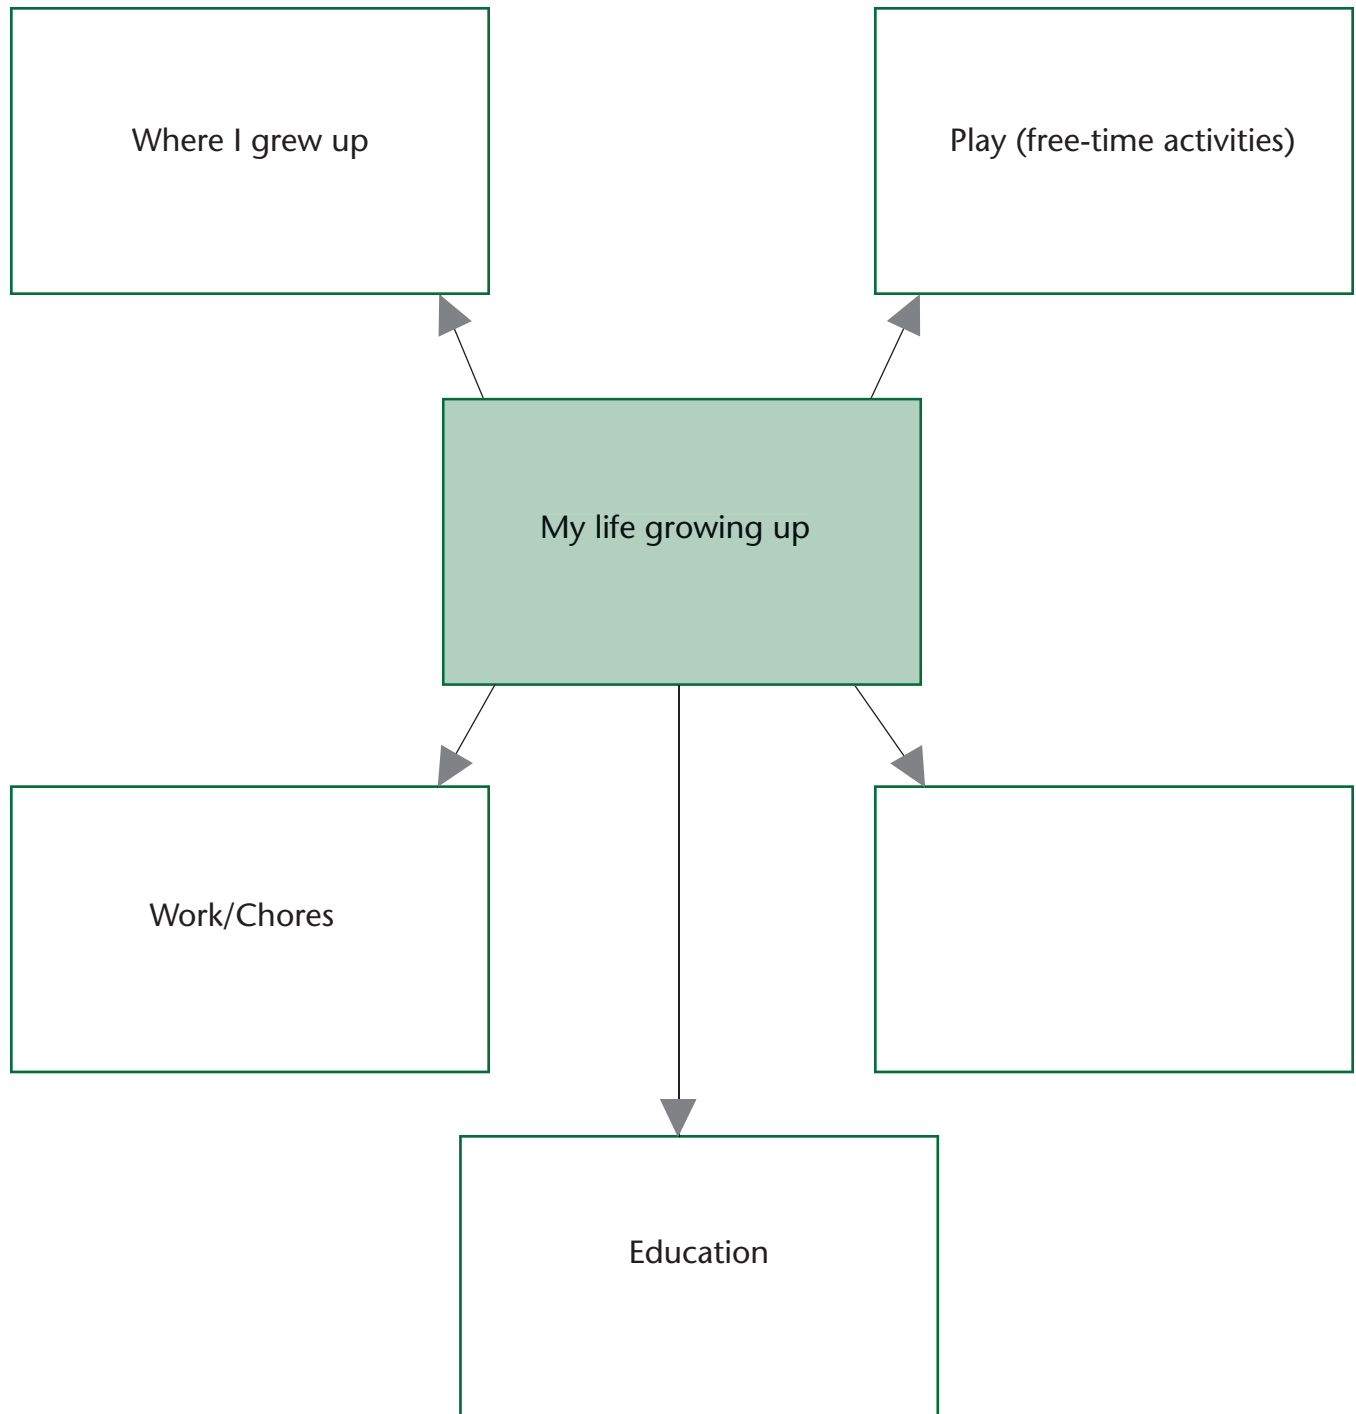 Where I grew up
Play (free-time activities)
My life growing up
Work/Chores
Education